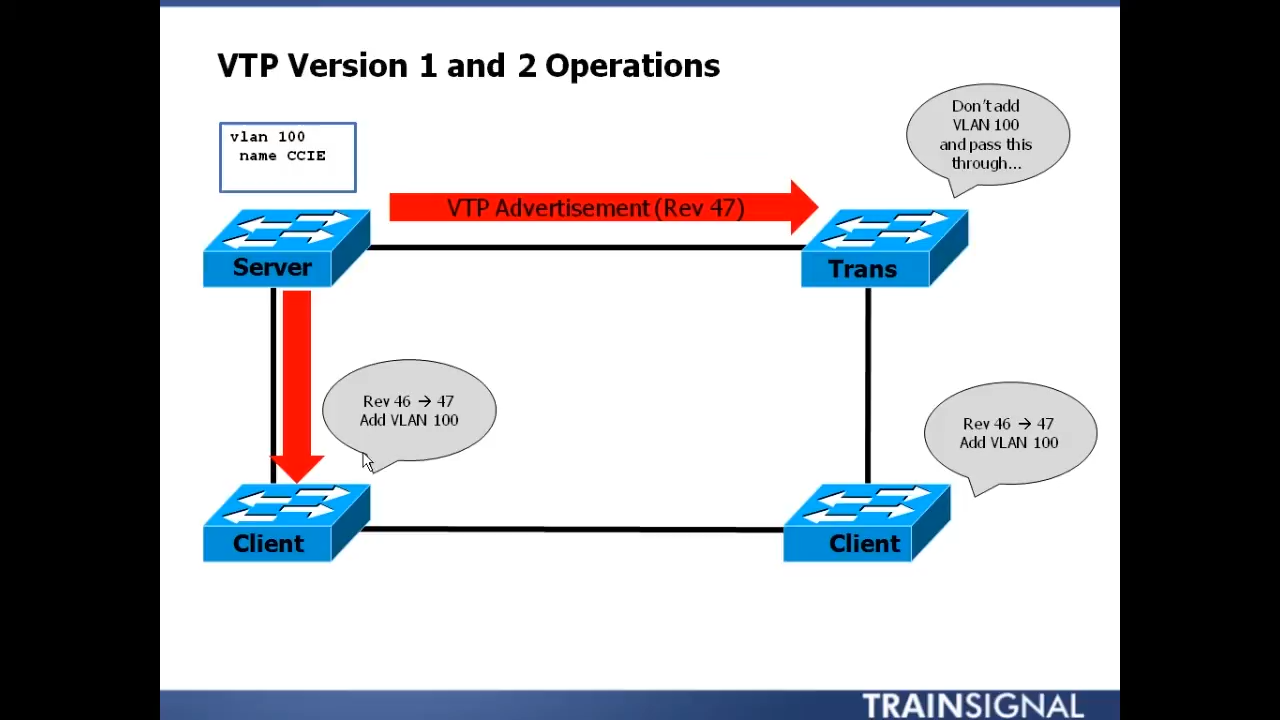 VTP Version 1 and 2 Operations
vlan 100
name CCIE
Don't add
VLAN 100
and pass this
through...
VTP Advertisement (Rev 47)
Server
Trans
Rev 46 → 47
Add VLAN 100
Rev 46 → 47
Add VLAN 100
Client
Client
TRAINSIGNAL